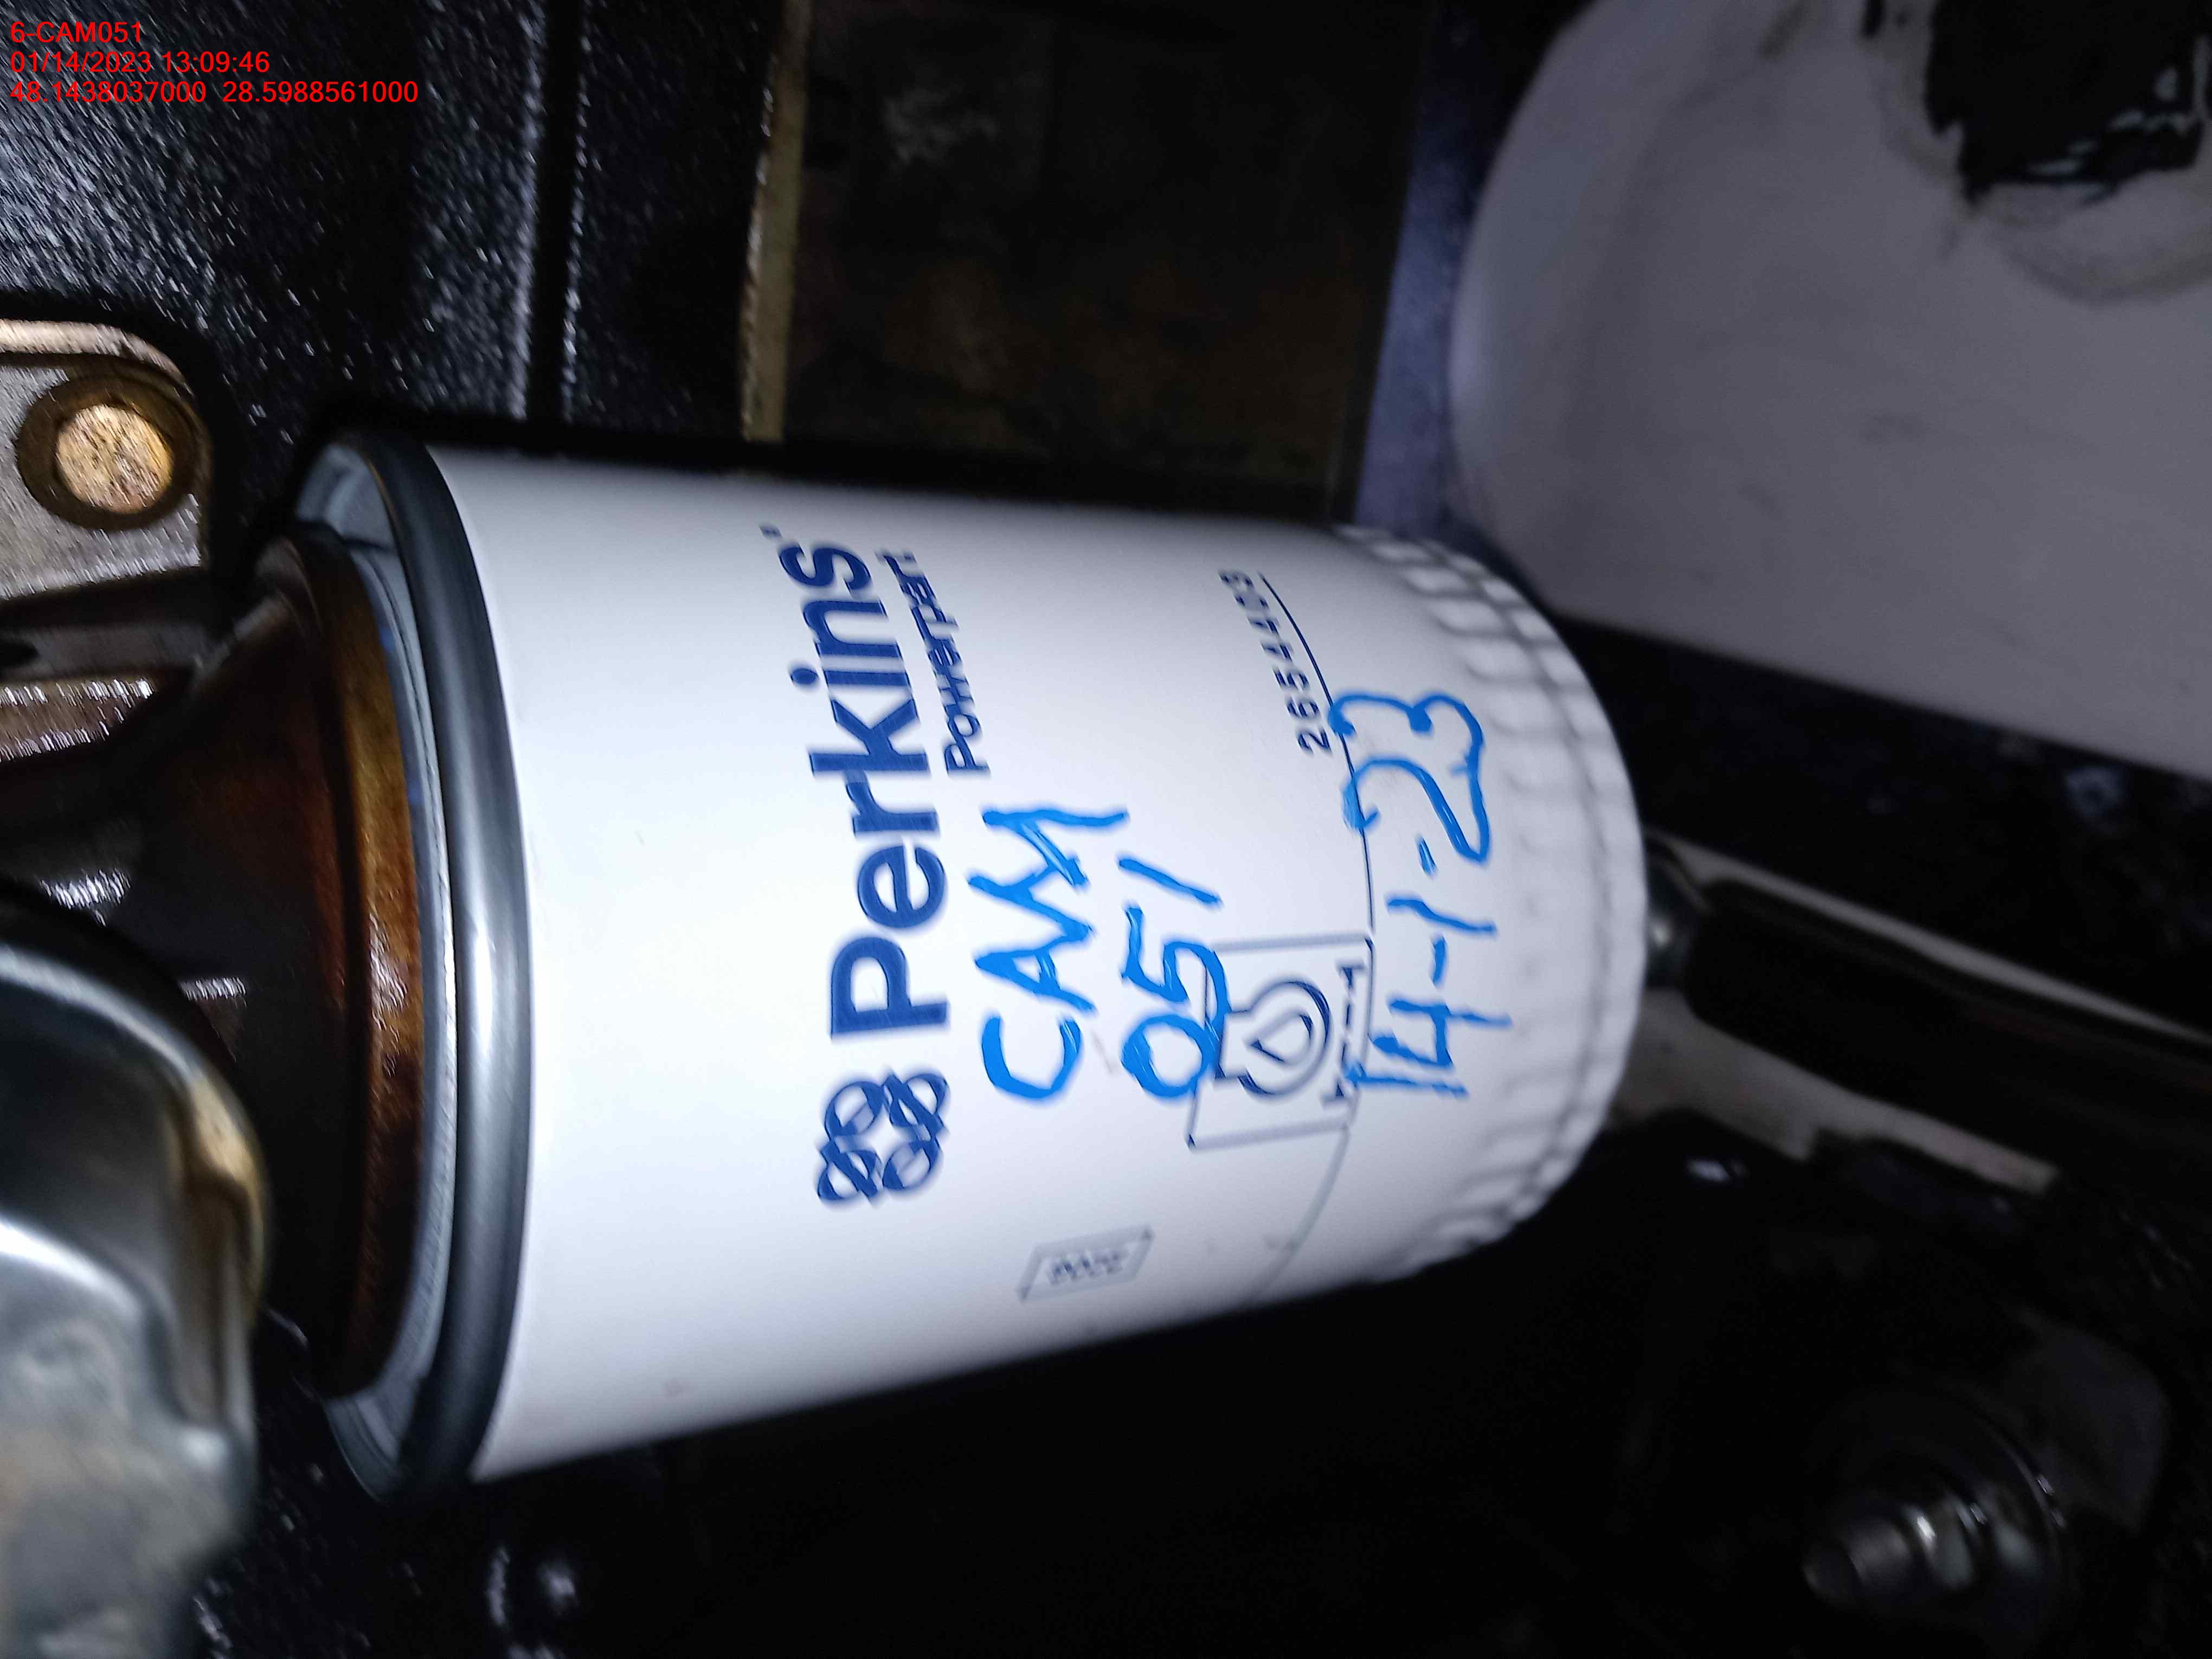 6-CAM051
01/14/2023 13:09:46
48.1438037000 28.5988561000
Perkins
Powerpart
CAM
051
2654403
14-1-23